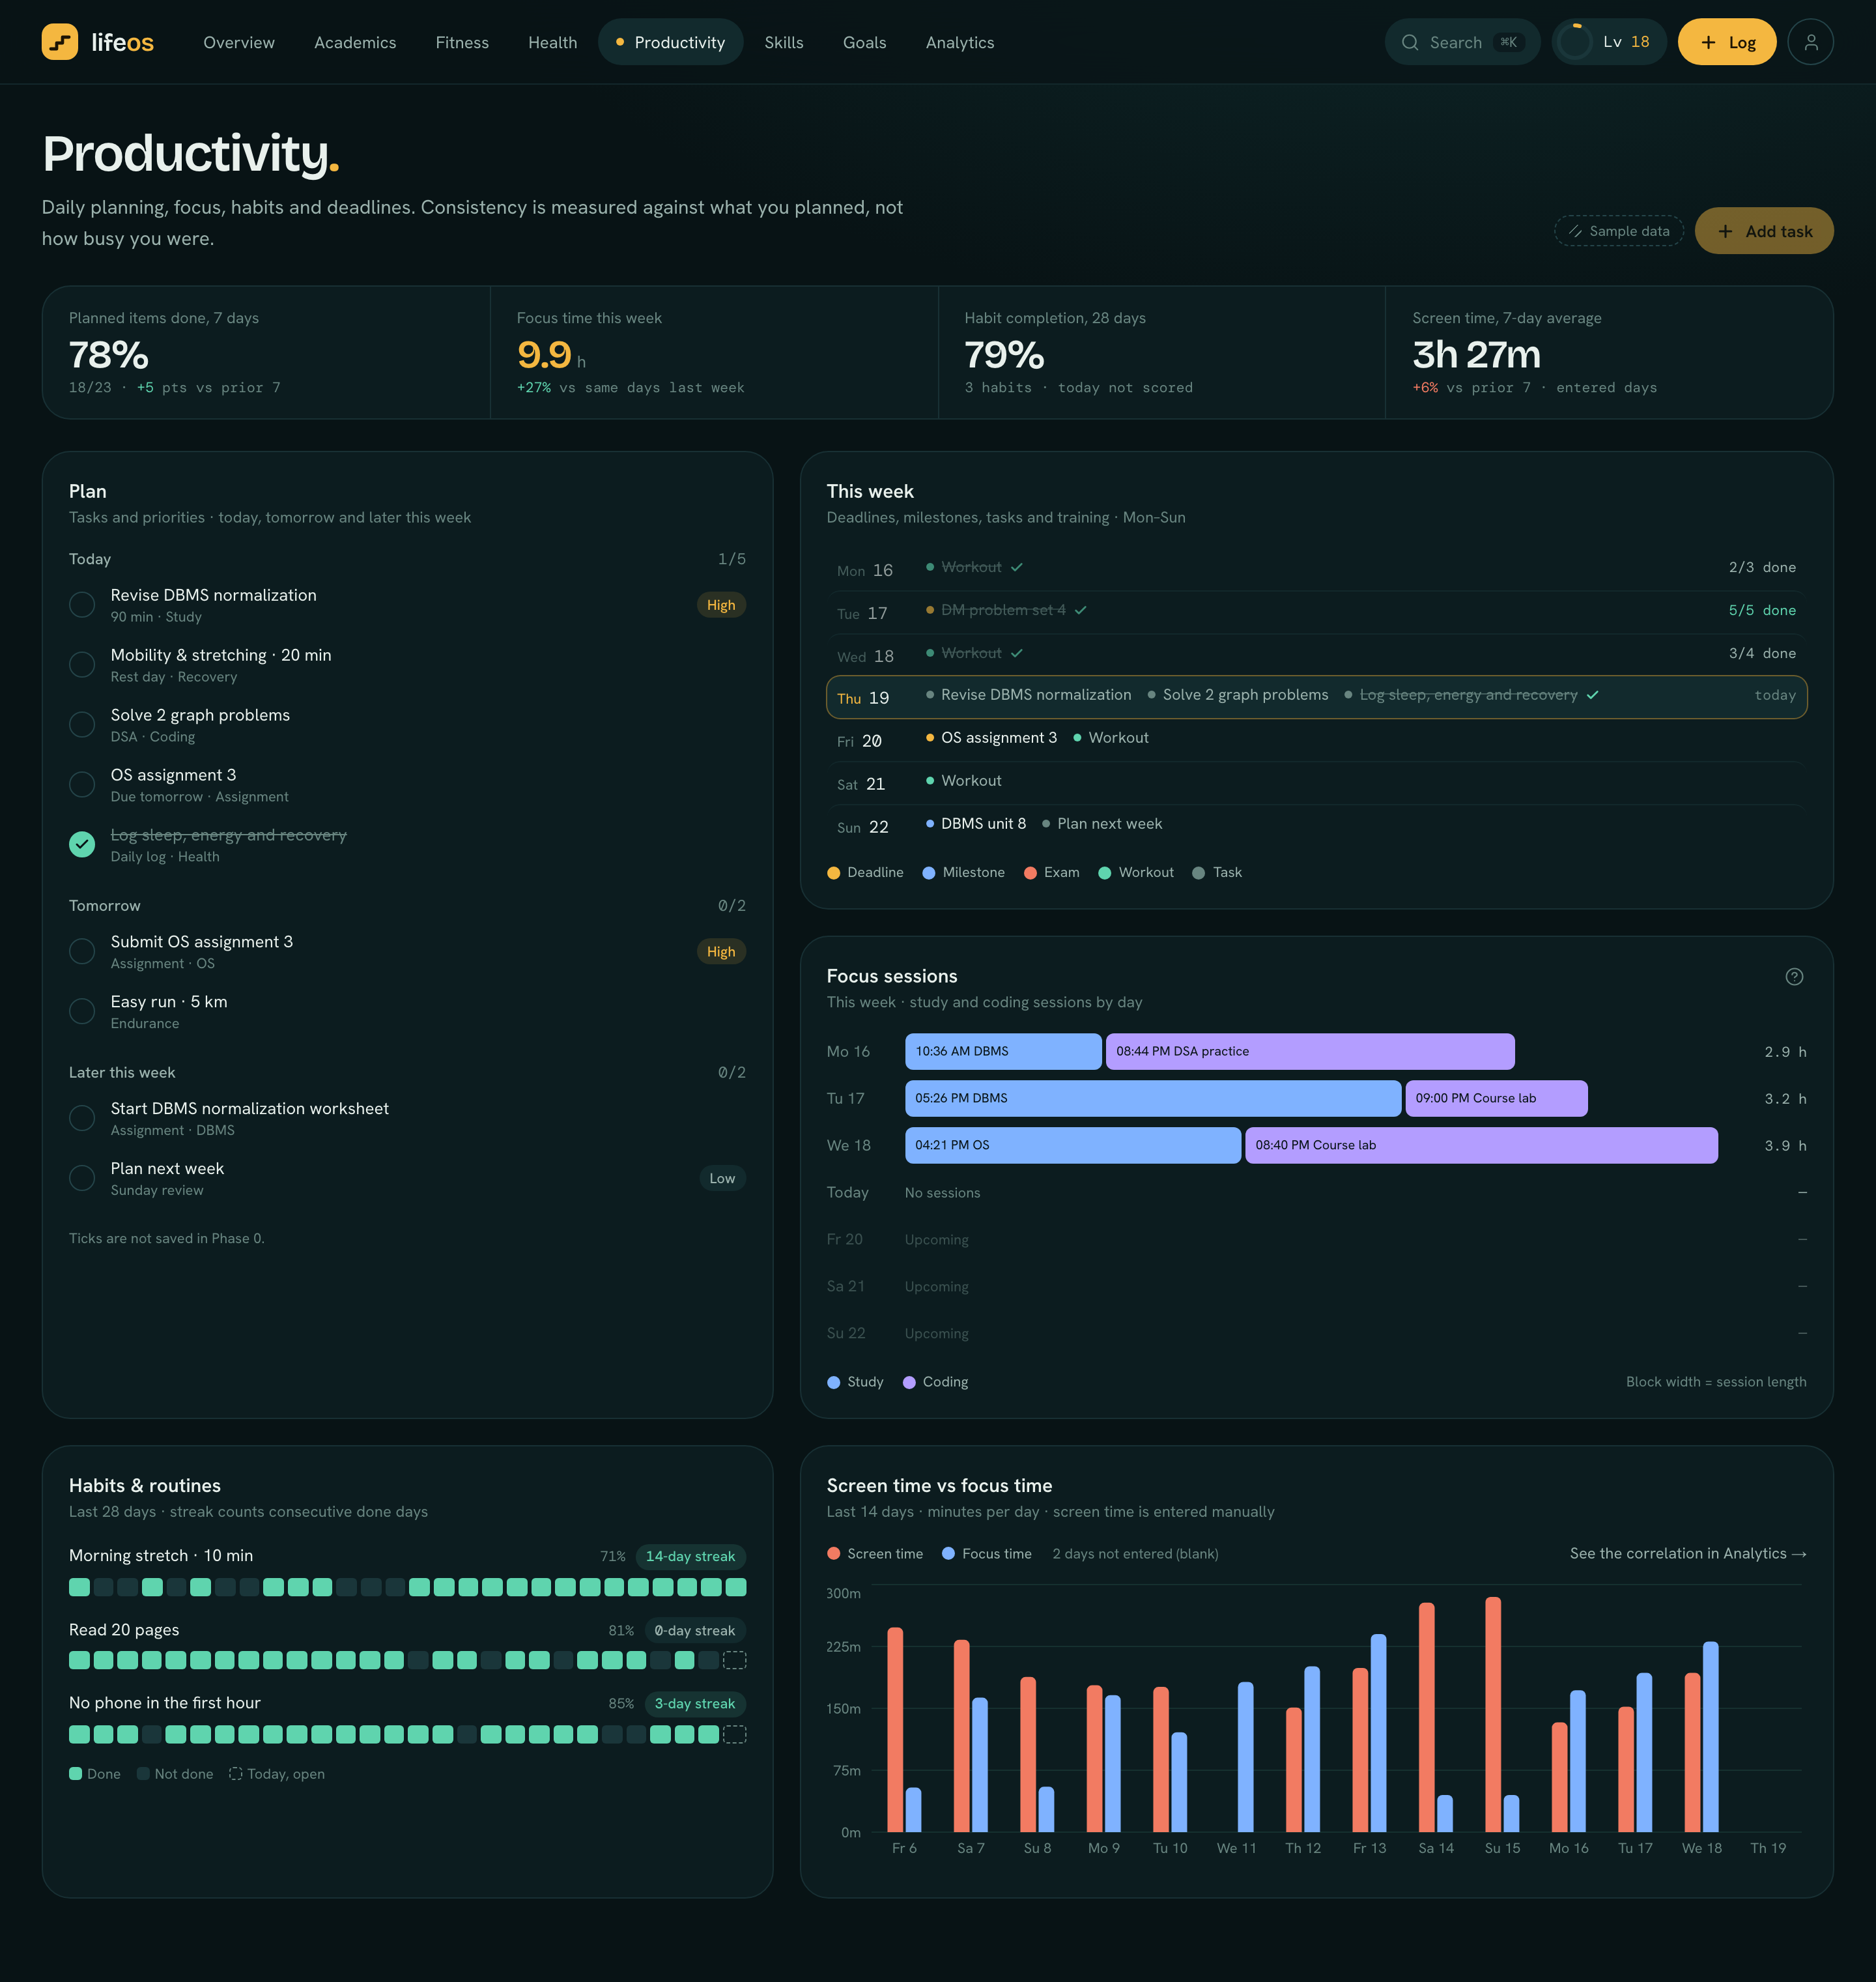 lifeos
Overview Academics Fitness Health Productivity Skills Goals Analytics
Search ⌘K
Lv 18
+ Log
Productivity.
Daily planning, focus, habits and deadlines. Consistency is measured against what you planned, not
how busy you were.
Sample data
+ Add task
Planned items done, 7 days
78%
18/23 · +5 pts vs prior 7
Focus time this week
9.9 h
+27% vs same days last week
Habit completion, 28 days
79%
3 habits · today not scored
Screen time, 7-day average
3h 27m
+6% vs prior 7 · entered days
Plan
Tasks and priorities · today, tomorrow and later this week
Today 1/5
Revise DBMS normalization
90 min · Study
High
Mobility & stretching · 20 min
Rest day · Recovery
Solve 2 graph problems
DSA · Coding
OS assignment 3
Due tomorrow · Assignment
Log sleep, energy and recovery
Daily log · Health
Tomorrow 0/2
Submit OS assignment 3
Assignment · OS
High
Easy run · 5 km
Endurance
Later this week 0/2
Start DBMS normalization worksheet
Assignment · DBMS
Plan next week
Sunday review
Low
Ticks are not saved in Phase 0.
This week
Deadlines, milestones, tasks and training · Mon–Sun
Mon 16 Workout 2/3 done
Tue 17 DM problem set 4 5/5 done
Wed 18 Workout 3/4 done
Thu 19 Revise DBMS normalization Solve 2 graph problems Log sleep, energy and recovery today
Fri 20 OS assignment 3 Workout
Sat 21 Workout
Sun 22 DBMS unit 8 Plan next week
Deadline Milestone Exam Workout Task
Focus sessions
This week · study and coding sessions by day
Mo 16 10:36 AM DBMS 08:44 PM DSA practice 2.9 h
Tu 17 05:26 PM DBMS 09:00 PM Course lab 3.2 h
We 18 04:21 PM OS 08:40 PM Course lab 3.9 h
Today No sessions –
Fr 20 Upcoming –
Sa 21 Upcoming –
Su 22 Upcoming –
Study Coding
Block width = session length
Habits & routines
Last 28 days · streak counts consecutive done days
Morning stretch · 10 min 71% 14-day streak
Read 20 pages 81% 0-day streak
No phone in the first hour 85% 3-day streak
Done Not done Today, open
Screen time vs focus time
Last 14 days · minutes per day · screen time is entered manually
Screen time Focus time 2 days not entered (blank)
See the correlation in Analytics →
300m
225m
150m
75m
0m
Fr 6 Sa 7 Su 8 Mo 9 Tu 10 We 11 Th 12 Fr 13 Sa 14 Su 15 Mo 16 Tu 17 We 18 Th 19